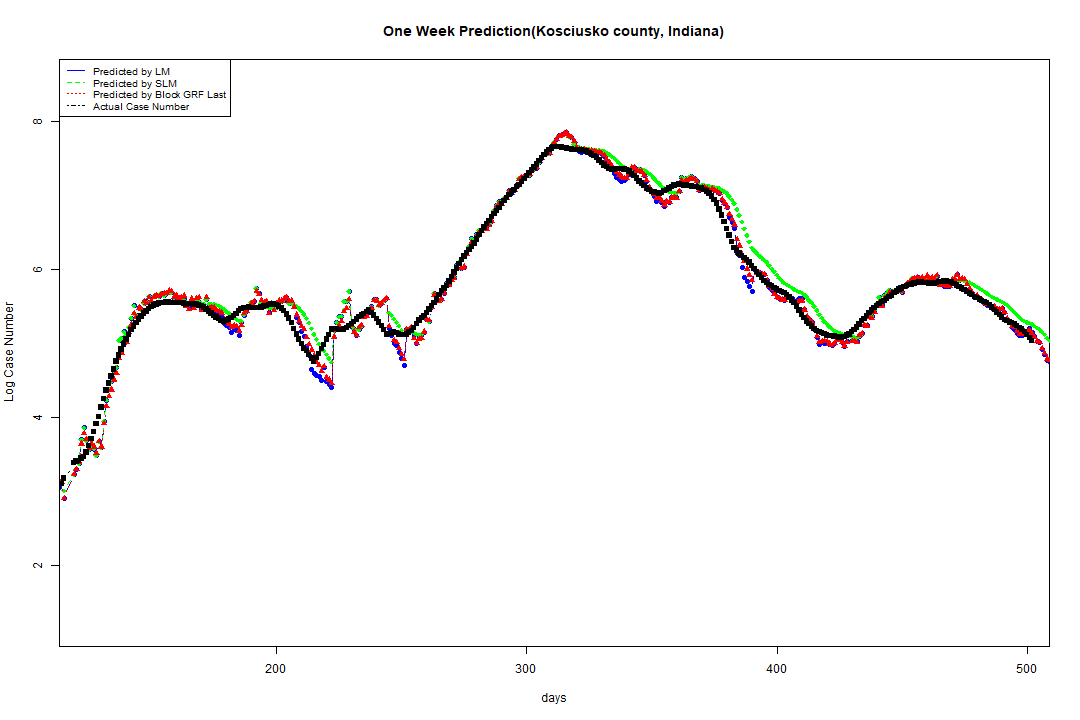 One Week Prediction(Kosciusko county, Indiana)
Predicted by LM
Predicted by SLM
Predicted by Block GRF Last
Actual Case Number
8
6
4
2
Log Case Number
200 300 400 500
days